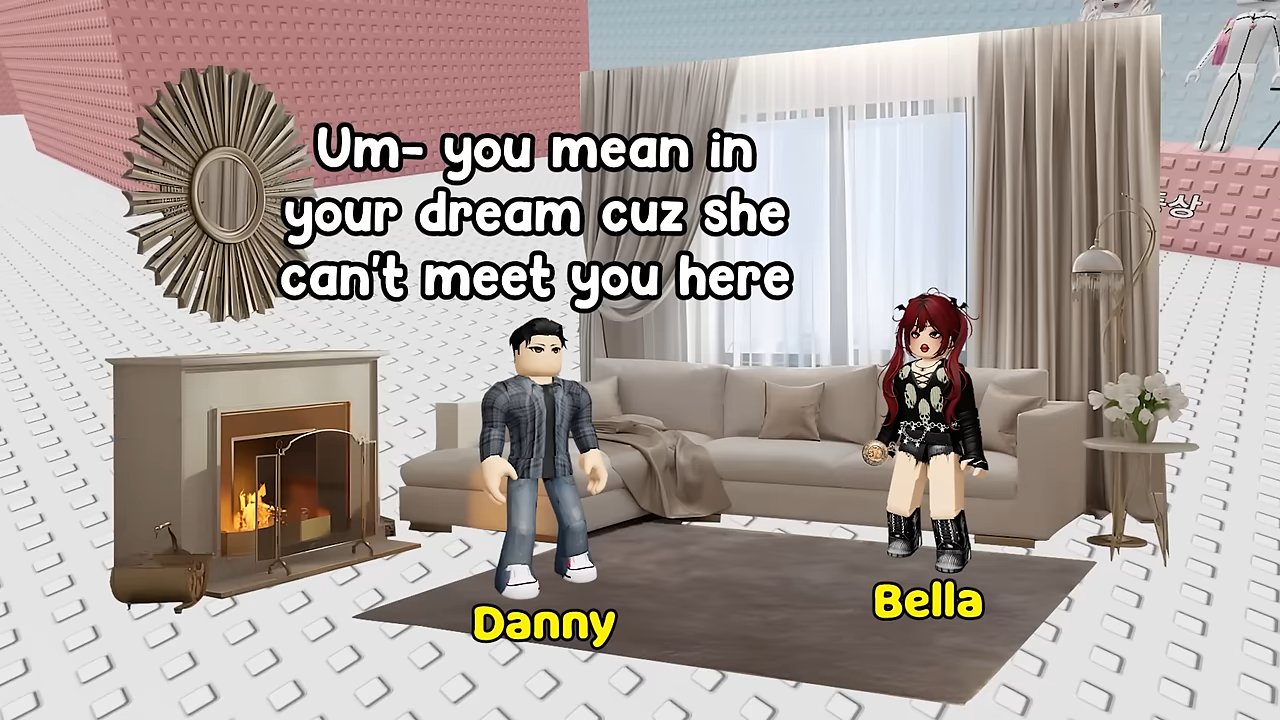 Um- you mean in
your dream cuz she
can't meet you here
Danny
Bella